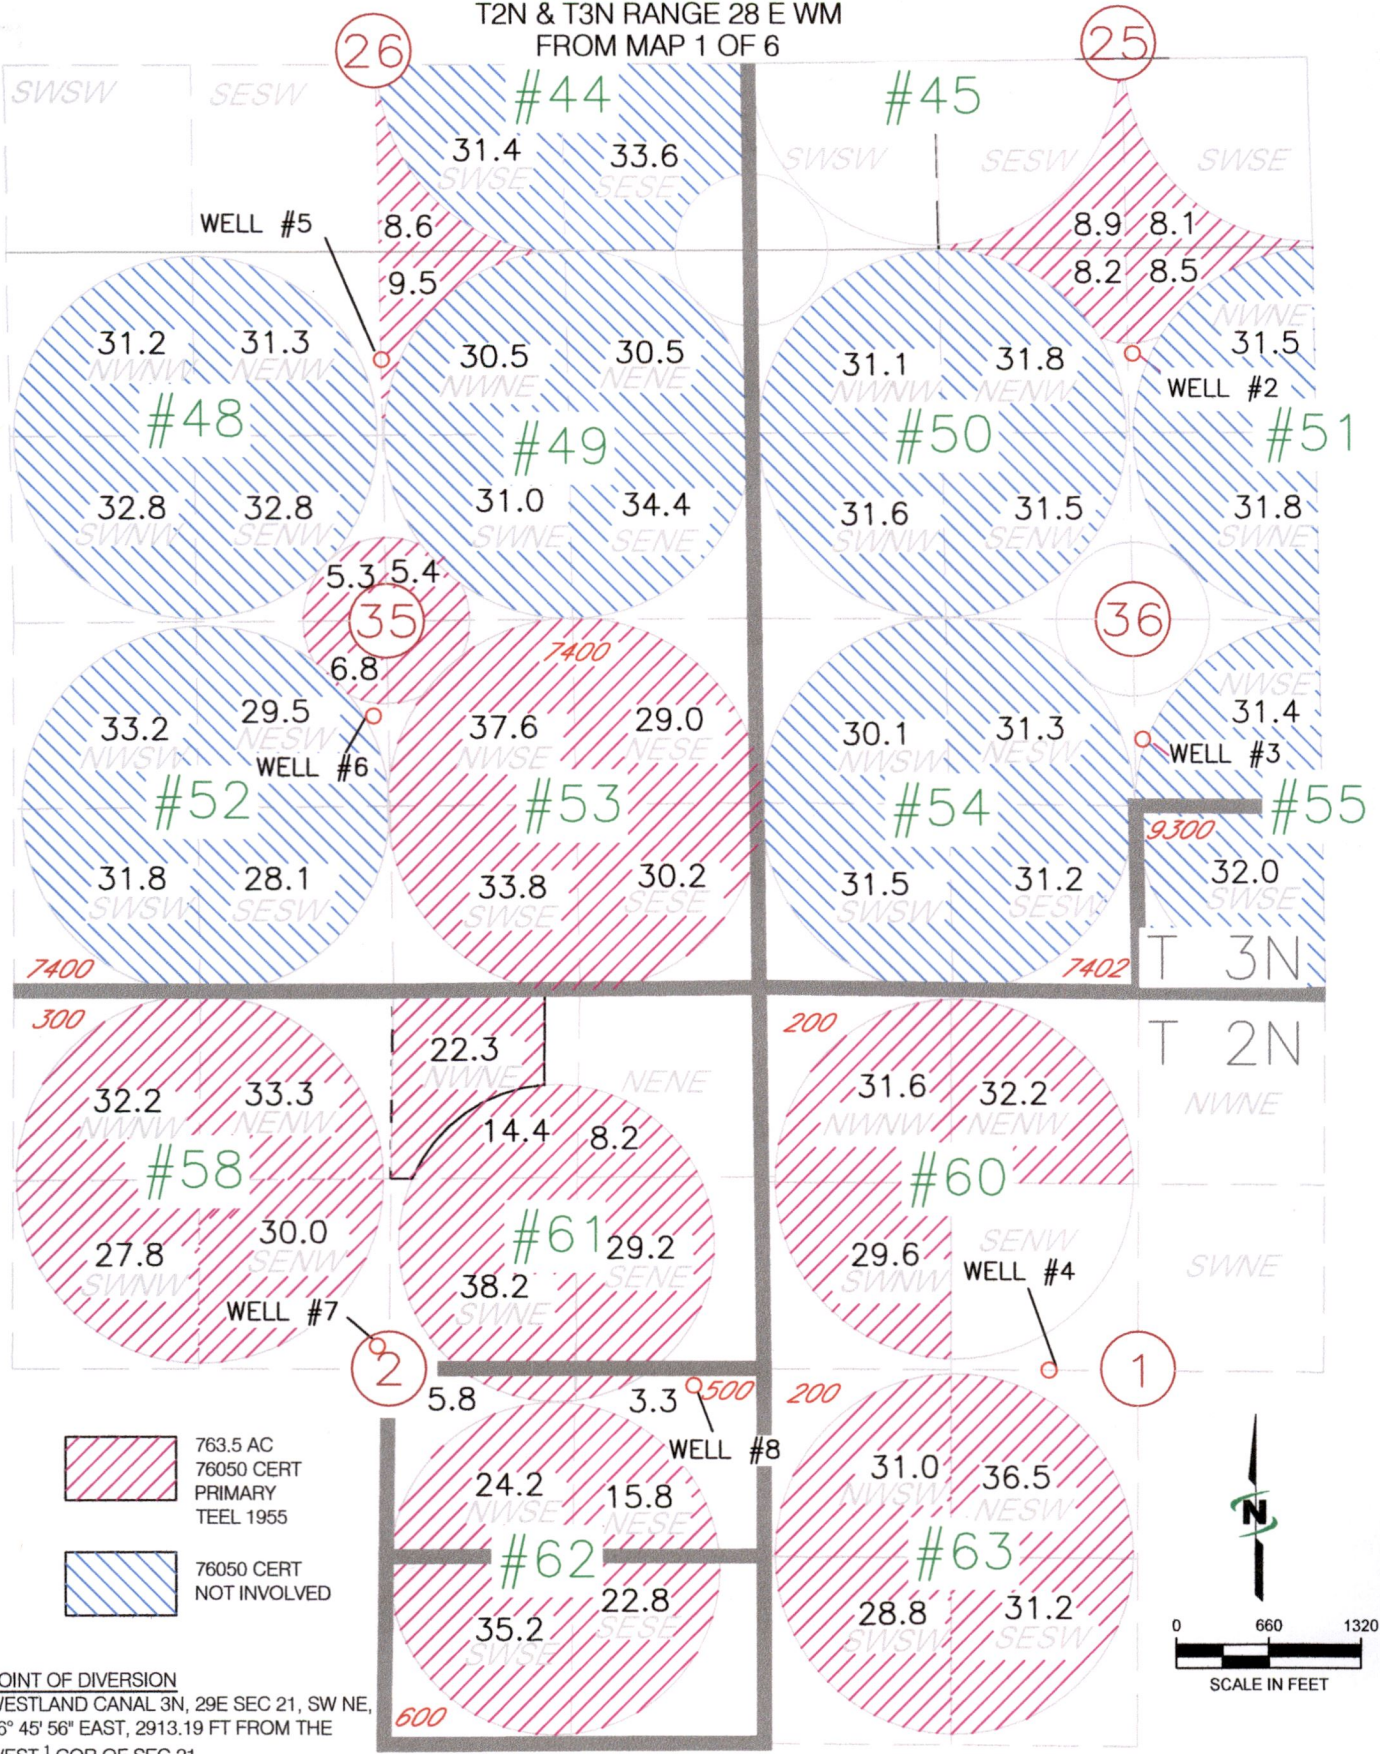 T2N & T3N RANGE 28 E WM
FROM MAP 1 OF 6
26
25
SWSW
SESW
#44
#45
31.4
SWSE
33.6
SESE
SWSW
SESW
SWSE
WELL #5
8.6
8.9
8.1
9.5
8.2
8.5
31.2
NWNW
31.3
NENW
30.5
NWNE
30.5
NENE
31.1
NWNW
31.8
NENW
NWNE
31.5
WELL #2
#48
#49
#50
#51
32.8
SWNW
32.8
SENW
31.0
SWNE
34.4
SENE
31.6
SWNW
31.5
SENW
31.8
SWNE
5.3
5.4
35
36
6.8
7400
33.2
NWSW
29.5
NESW
37.6
NWSE
29.0
NESE
30.1
NWSW
31.3
NESW
NWSE
31.4
WELL #6
WELL #3
#52
#53
#54
#55
9300
31.8
SWSW
28.1
SESW
33.8
SWSE
30.2
SESE
31.5
SWSW
31.2
SESW
32.0
SWSE
7400
7402
T 3N
300
200
T 2N
22.3
NWNE
NENE
32.2
NWNW
33.3
NENW
31.6
NWNW
32.2
NENW
NWNE
14.4
8.2
#58
#60
27.8
SWNW
30.0
SENW
#61
29.2
SENE
38.2
SWNE
29.6
SWNW
SENW
SWNE
WELL #7
WELL #4
2
1
5.8
3.3
500
200
WELL #8
24.2
NWSE
15.8
NESE
31.0
NWSW
36.5
NESW
#62
#63
35.2
SWSE
22.8
SESE
28.8
SWSW
31.2
SESW
600
763.5 AC
76050 CERT
PRIMARY
TEEL 1955
76050 CERT
NOT INVOLVED
N
0 660 1320
SCALE IN FEET
OINT OF DIVERSION
WESTLAND CANAL 3N, 29E SEC 21, SW NE,
6° 45' 56" EAST, 2913.19 FT FROM THE